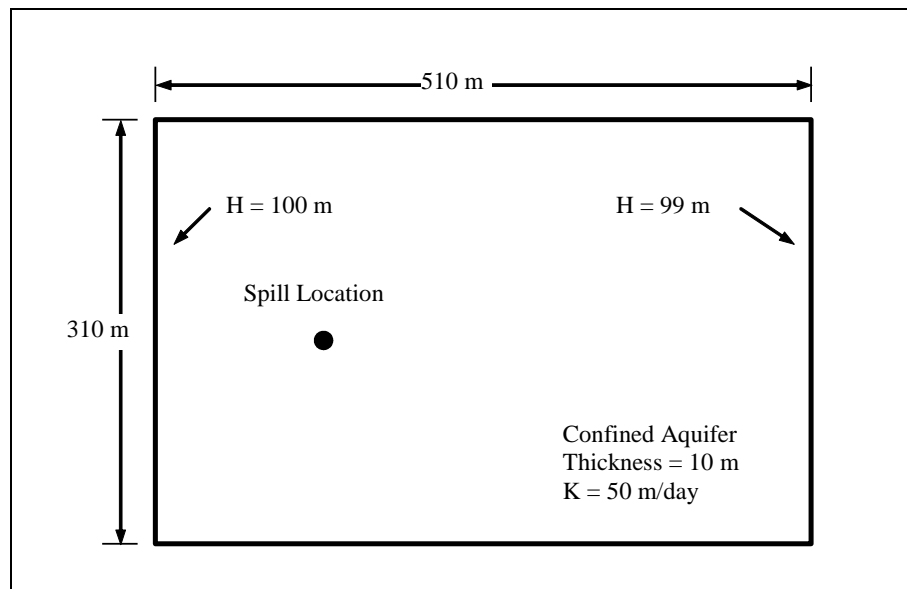 510 m
H = 100 m
H = 99 m
Spill Location
310 m
Confined Aquifer
Thickness = 10 m
K = 50 m/day